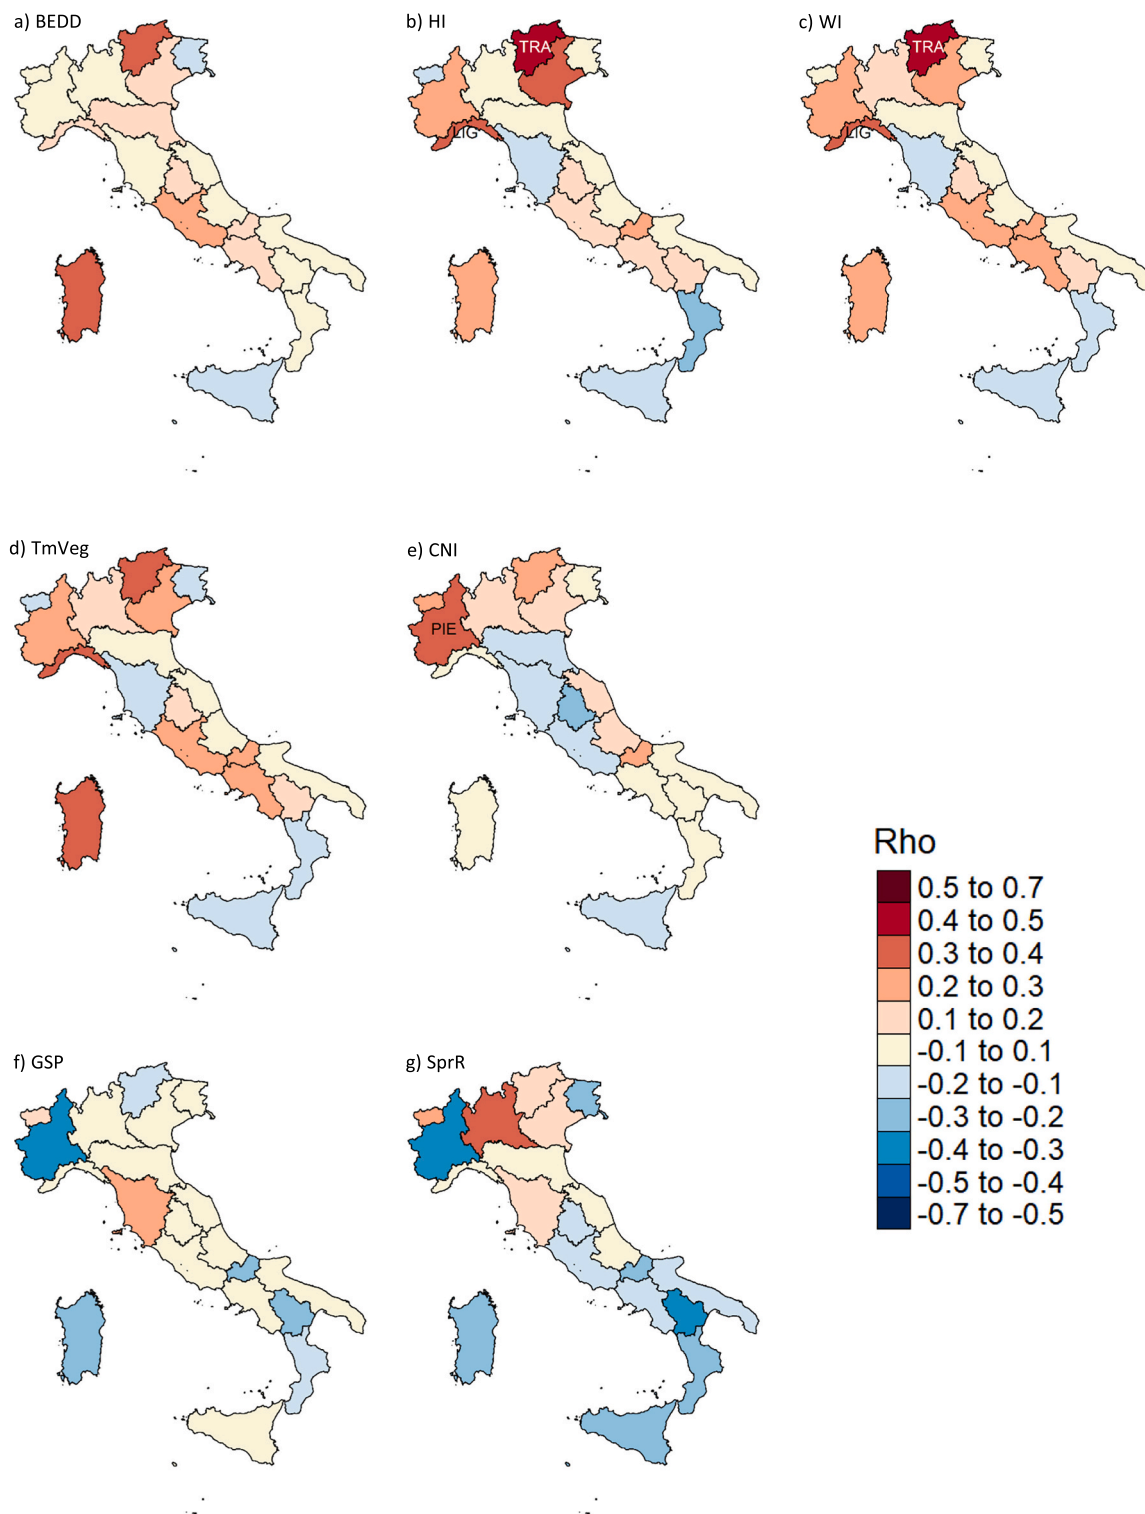 a) BEDD
b) HI
c) WI
TRA
TRA
LIG
LIG
d) TmVeg
e) CNI
PIE
Rho
0.5 to 0.7
0.4 to 0.5
0.3 to 0.4
0.2 to 0.3
0.1 to 0.2
-0.1 to 0.1
-0.2 to -0.1
-0.3 to -0.2
-0.4 to -0.3
-0.5 to -0.4
-0.7 to -0.5
f) GSP
g) SprR